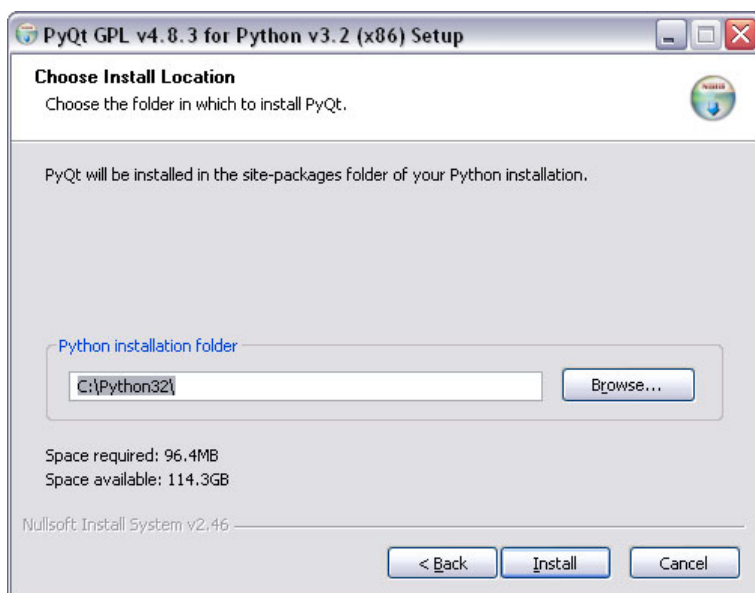 PyQt GPL v4.8.3 for Python v3.2 (x86) Setup
Choose Install Location
Choose the folder in which to install PyQt.
PyQt will be installed in the site-packages folder of your Python installation.
Python installation folder
C:\Python32\
Browse...
Space required: 96.4MB
Space available: 114.3GB
Nullsoft Install System v2.46
< Back
Install
Cancel